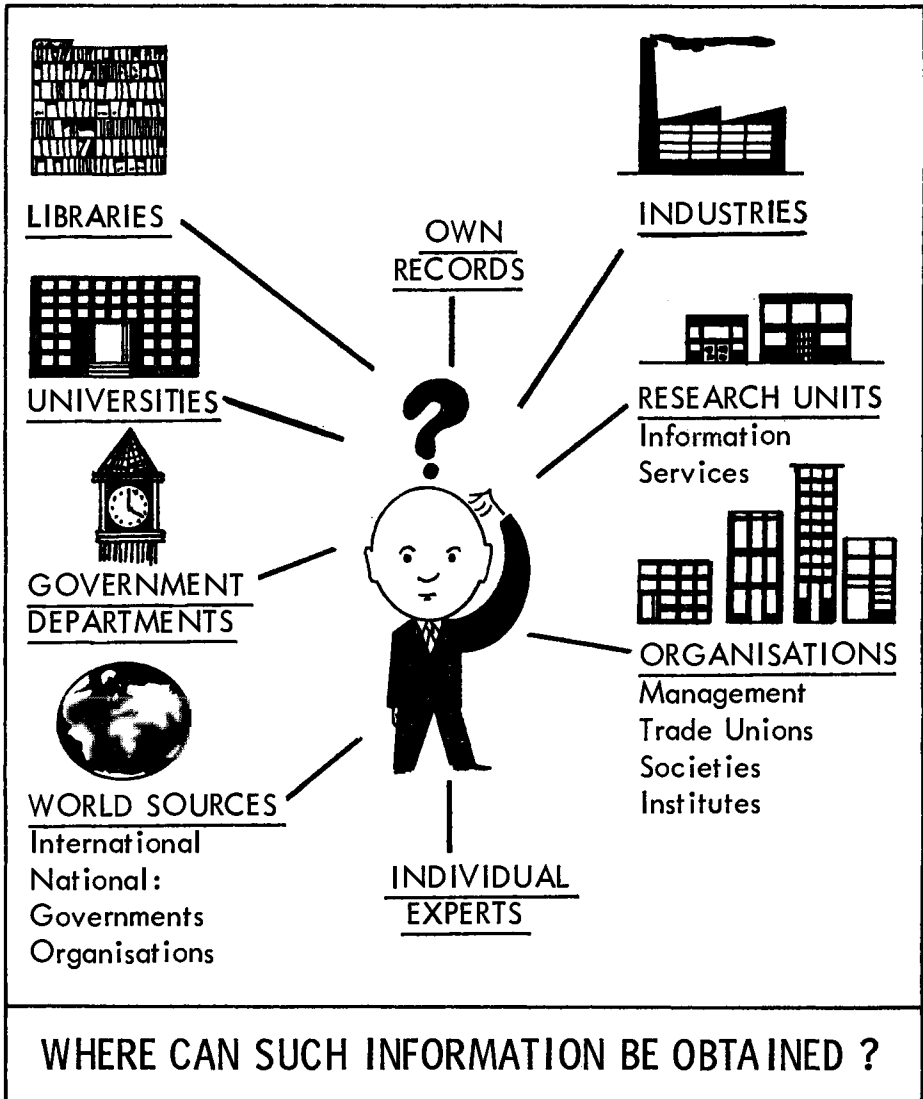 LIBRARIES
UNIVERSITIES
GOVERNMENT
DEPARTMENTS
WORLD SOURCES
International
National:
Governments
Organisations
OWN
RECORDS
?
INDIVIDUAL
EXPERTS
INDUSTRIES
RESEARCH UNITS
Information
Services
ORGANISATIONS
Management
Trade Unions
Societies
Institutes
WHERE CAN SUCH INFORMATION BE OBTAINED ?